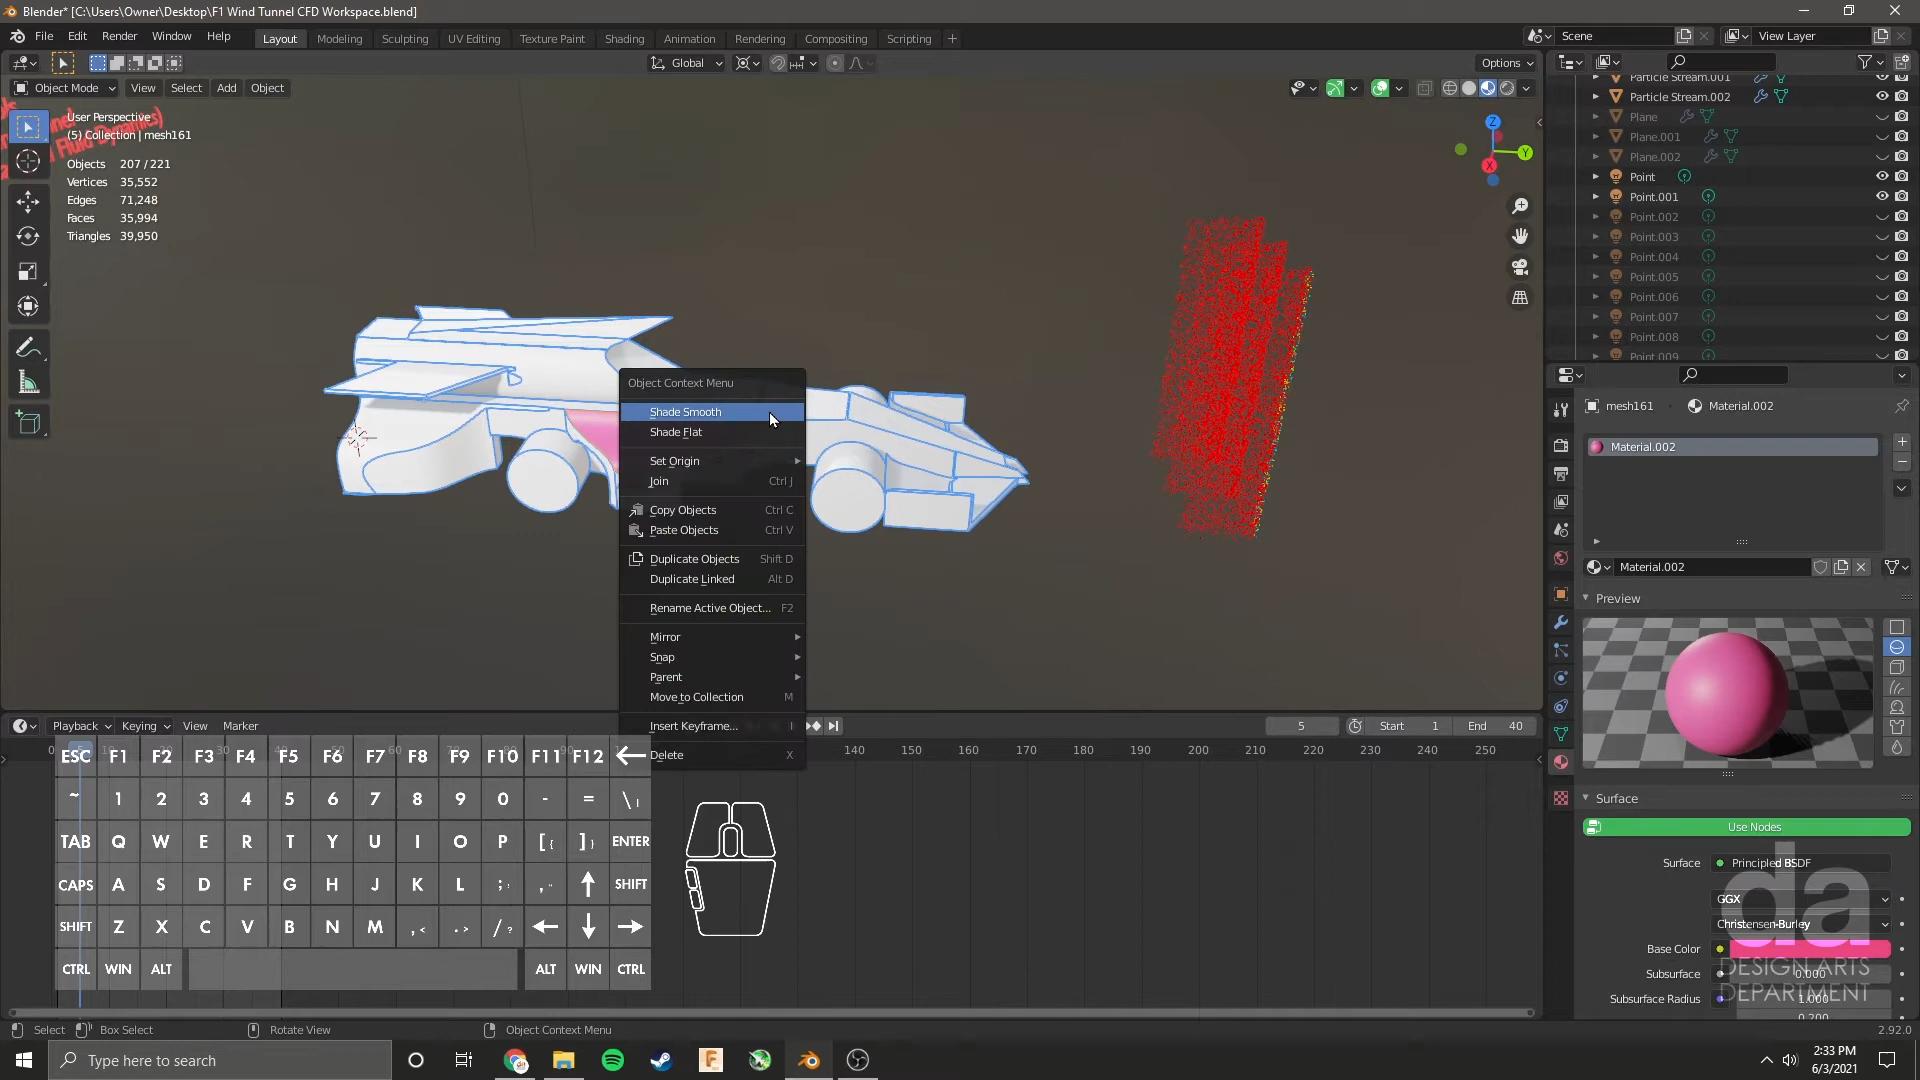 Blender* [C:\Users\Owner\Desktop\F1 Wind Tunnel CFD Workspace.blend]
File Edit Render Window Help Layout Modeling Sculpting UV Editing Texture Paint Shading Animation Rendering Compositing Scripting + Scene View Layer
Global Options
Object Mode View Select Add Object
User Perspective
(5) Collection | mesh161
Fluid Dynamics)
Objects 207 / 221
Vertices 35,552
Edges 71,248
Faces 35,994
Triangles 39,950
Z
Y
X
Particle Stream.001
Particle Stream.002
Plane
Plane.001
Plane.002
Point
Point.001
Point.002
Point.003
Point.004
Point.005
Point.006
Point.007
Point.008
Point.009
Object Context Menu
Shade Smooth
Shade Flat
Set Origin
Join Ctrl J
Copy Objects Ctrl C
Paste Objects Ctrl V
Duplicate Objects Shift D
Duplicate Linked Alt D
Rename Active Object... F2
Mirror
Snap
Parent
Move to Collection M
Insert Keyframe... I
Delete X
mesh161 Material.002
Material.002
Material.002
Preview
Surface
Use Nodes
Surface Principled BSDF
GGX
Christensen-Burley
Base Color
Subsurface 0.000
Subsurface Radius 1.000
0.200
da
DESIGN ARTS
DEPARTMENT
Playback Keying View Marker 5 Start 1 End 40
0 140 150 160 170 180 190 200 210 220 230 240 250
ESC F1 F2 F3 F4 F5 F6 F7 F8 F9 F10 F11 F12 ←
~ 1 2 3 4 5 6 7 8 9 0 - = \ |
TAB Q W E R T Y U I O P [ { ] } ENTER
CAPS A S D F G H J K L ; : , " ↑ SHIFT
SHIFT Z X C V B N M , < . > / ? ← ↓ →
CTRL WIN ALT ALT WIN CTRL
Select Box Select Rotate View Object Context Menu 2.92.0
Type here to search
2:33 PM
6/3/2021